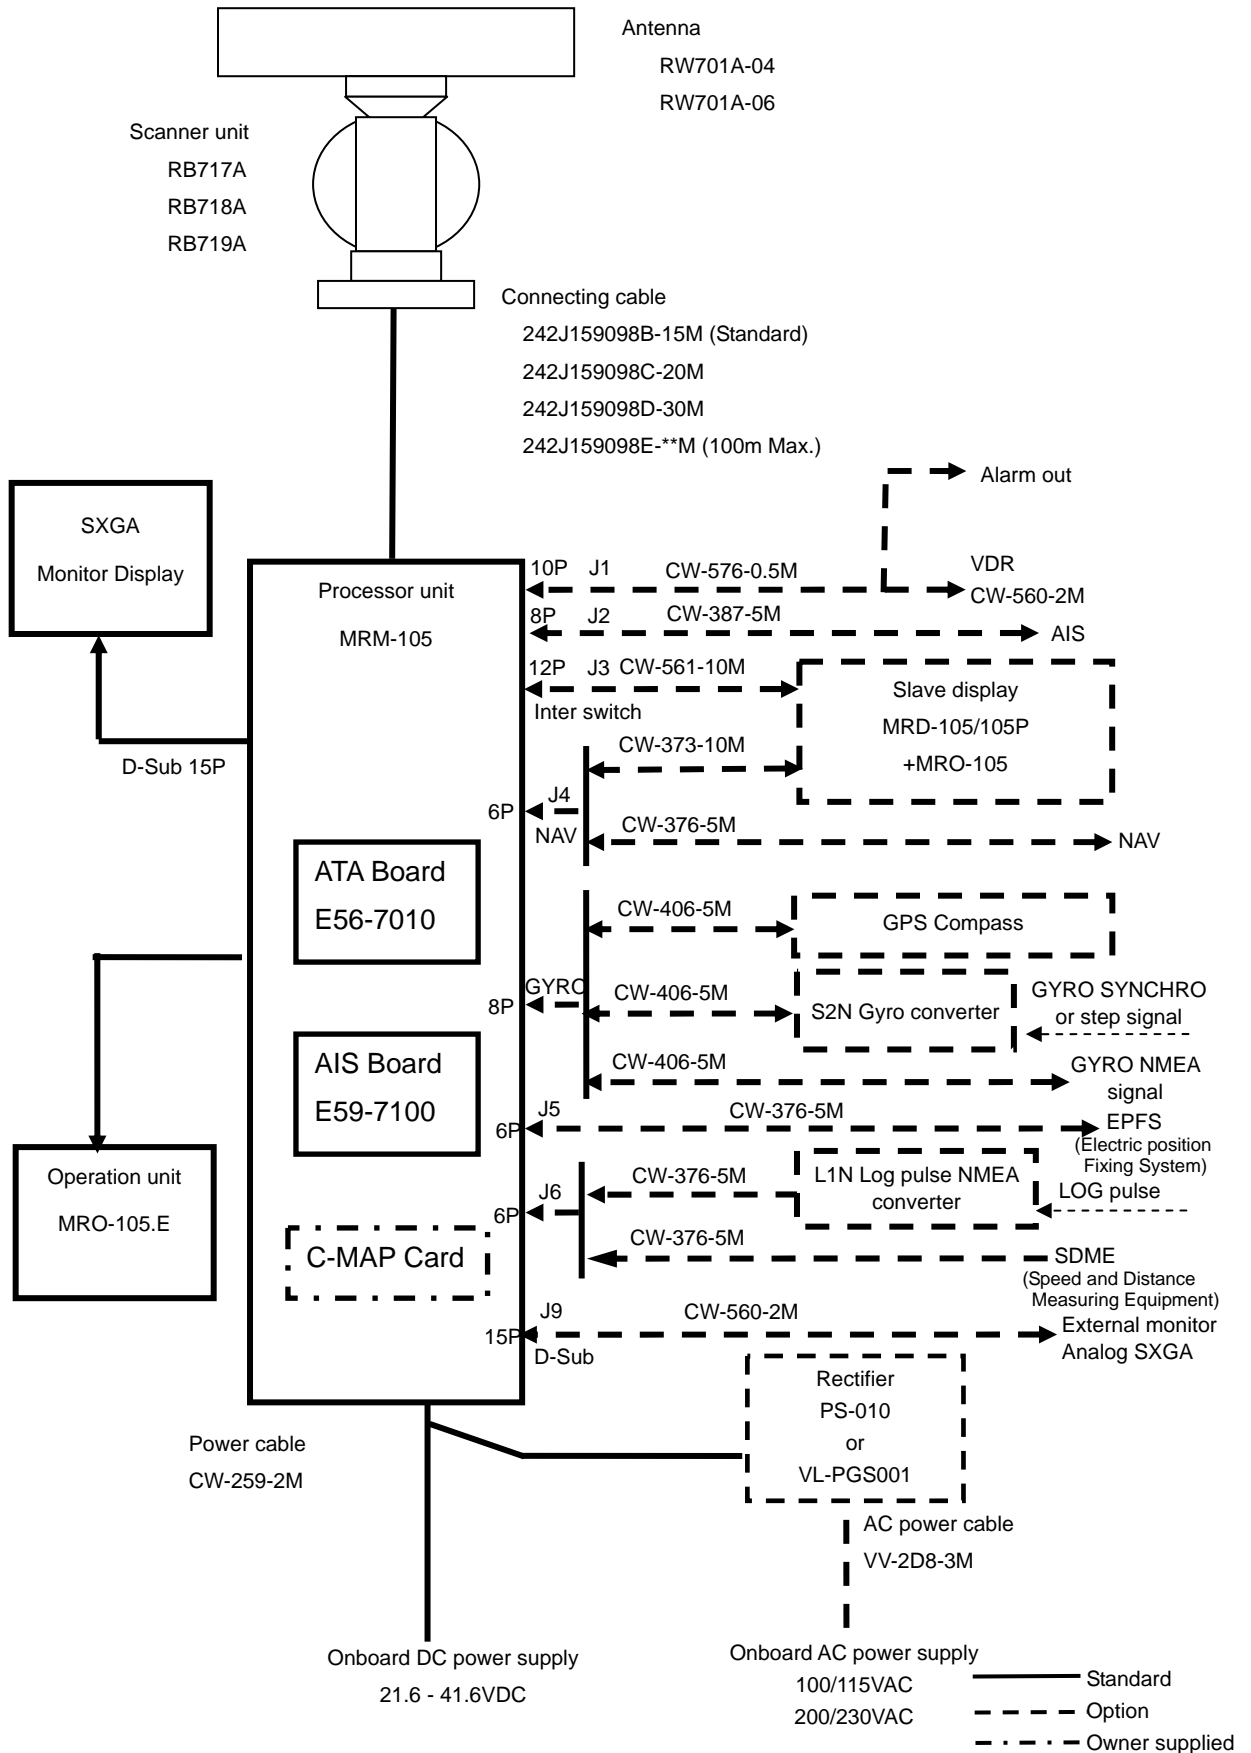 Antenna
RW701A-04
RW701A-06
Scanner unit
RB717A
RB718A
RB719A
Connecting cable
242J159098B-15M (Standard)
242J159098C-20M
242J159098D-30M
242J159098E-**M (100m Max.)
Alarm out
SXGA
Monitor Display
D-Sub 15P
Processor unit
MRM-105
10P J1 CW-576-0.5M
VDR
CW-560-2M
8P J2 CW-387-5M
AIS
12P J3 CW-561-10M
Inter switch
Slave display
MRD-105/105P
+MRO-105
CW-373-10M
6P J4
NAV
CW-376-5M
NAV
ATA Board
E56-7010
CW-406-5M
GPS Compass
GYRO
8P
CW-406-5M
S2N Gyro converter
GYRO SYNCHRO
or step signal
AIS Board
E59-7100
CW-406-5M
GYRO NMEA
signal
J5
6P
CW-376-5M
EPFS
(Electric position
Fixing System)
Operation unit
MRO-105.E
J6
6P
CW-376-5M
L1N Log pulse NMEA
converter
LOG pulse
C-MAP Card
CW-376-5M
SDME
(Speed and Distance
Measuring Equipment)
J9
15P
D-Sub
CW-560-2M
External monitor
Analog SXGA
Rectifier
PS-010
or
VL-PGS001
Power cable
CW-259-2M
AC power cable
VV-2D8-3M
Onboard DC power supply
21.6 - 41.6VDC
Onboard AC power supply
100/115VAC
200/230VAC
Standard
Option
Owner supplied